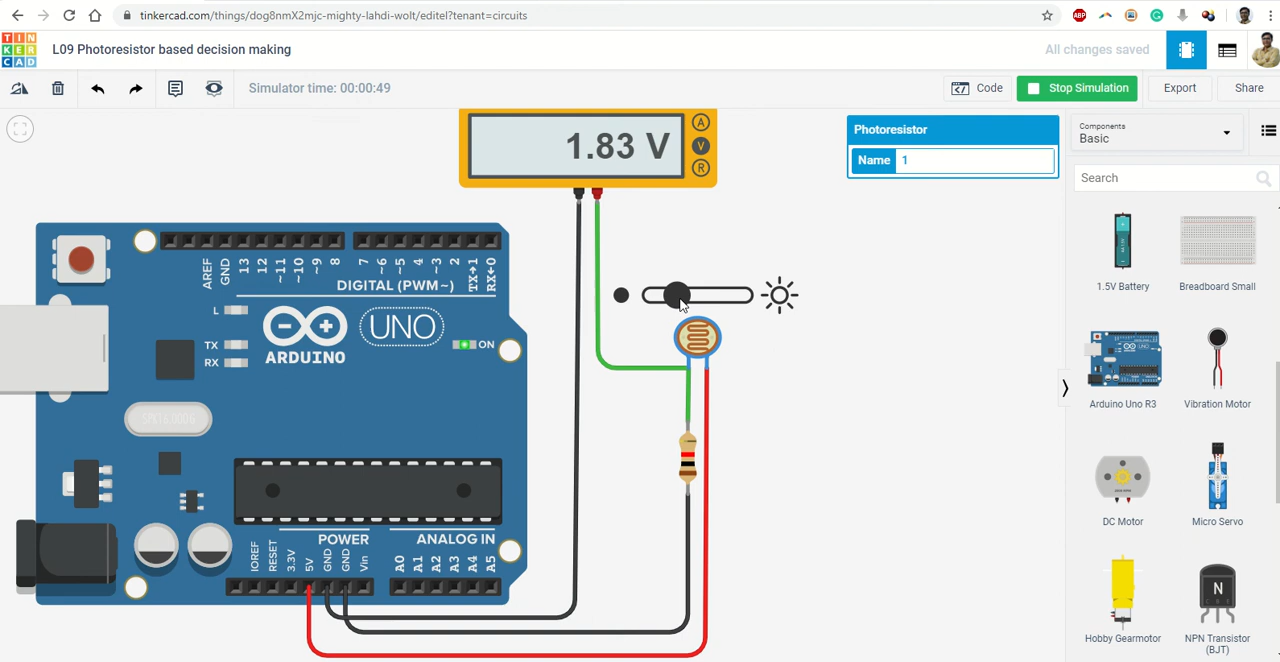 tinkercad.com/things/dog8nmX2mjc-mighty-lahdi-wolt/editel?tenant=circuits
ABP
TIN
KER
CAD
L09 Photoresistor based decision making
All changes saved
Simulator time: 00:00:49
Code
Stop Simulation
Export
Share
1.83 V
A
V
R
Photoresistor
Name 1
Components
Basic
Search
1.5V Battery
Breadboard Small
Arduino Uno R3
Vibration Motor
DC Motor
Micro Servo
N
Hobby Gearmotor
NPN Transistor
(BJT)
AREF
GND
13
12
~11
~10
~9
8
7
~6
~5
4
~3
2
TX→1
RX←0
DIGITAL (PWM~)
L
TX
RX
UNO
ARDUINO
ON
POWER
ANALOG IN
IOREF
RESET
3.3V
5V
GND
GND
Vin
A0
A1
A2
A3
A4
A5